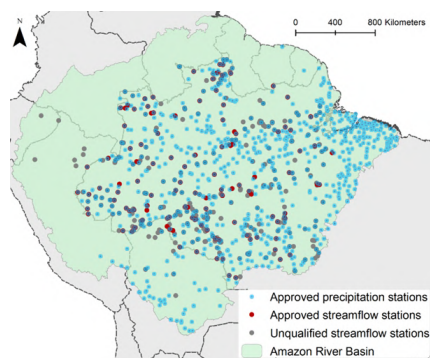 N
0 400 800 Kilometers
Approved precipitation stations
Approved streamflow stations
Unqualified streamflow stations
Amazon River Basin